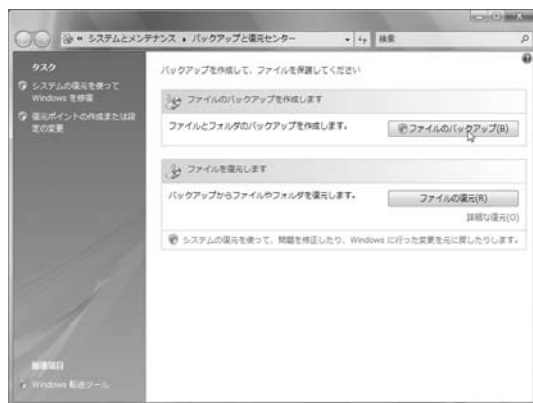 « システムとメンテナンス ▸ バックアップと復元センター
検索
タスク
システムの復元を使って
Windows を修復
復元ポイントの作成または設
定の変更
関連項目
Windows 転送ツール
バックアップを作成して、ファイルを保護してください
ファイルのバックアップを作成します
ファイルとフォルダのバックアップを作成します。
ファイルのバックアップ(B)
ファイルを復元します
バックアップからファイルやフォルダを復元します。
ファイルの復元(R)
詳細な復元(O)
システムの復元を使って、問題を修正したり、Windows に行った変更を元に戻したりします。